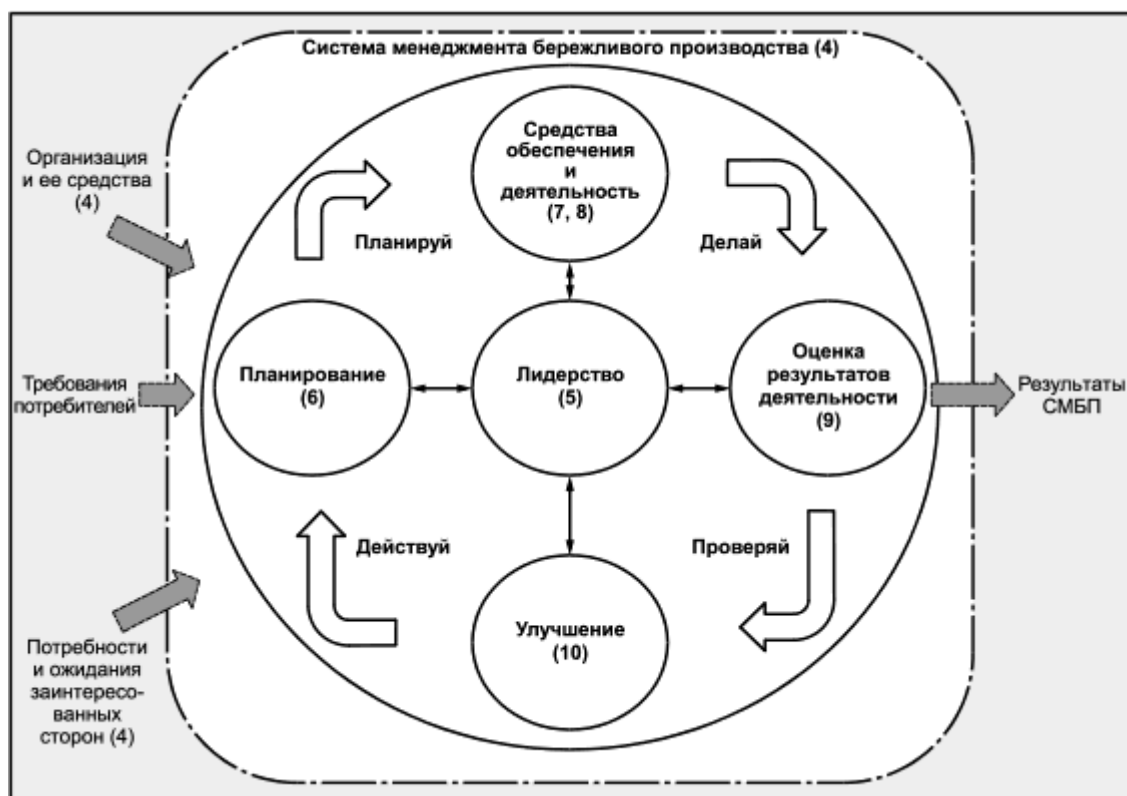 Система менеджмента бережливого производства (4)
Средства
обеспечения
и
деятельность
(7, 8)
Организация
и ее средства
(4)
Планируй
Делай
Требования
потребителей
Планирование
(6)
Лидерство
(5)
Оценка
результатов
деятельности
(9)
Результаты
СМБП
Действуй
Проверяй
Улучшение
(10)
Потребности
и ожидания
заинтересо-
ванных
сторон (4)